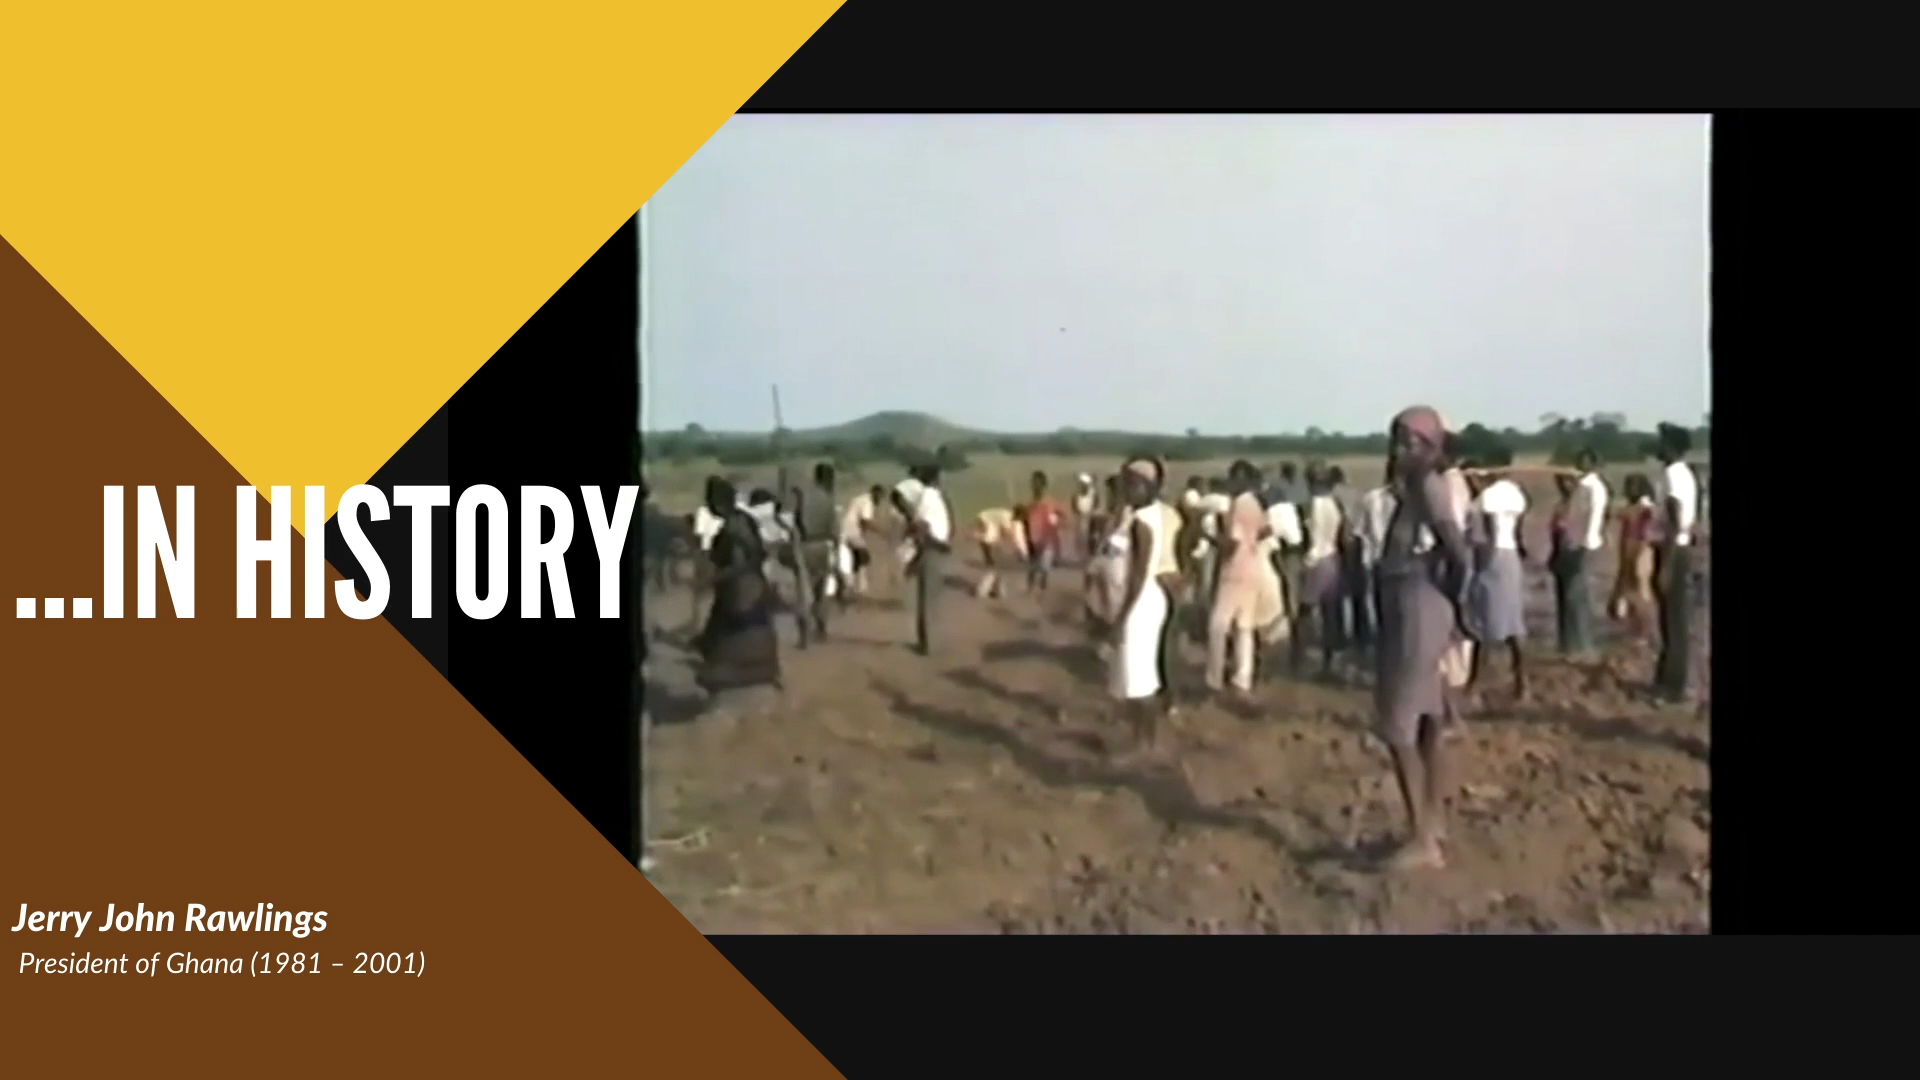 ...IN HISTORY
Jerry John Rawlings
President of Ghana (1981 – 2001)